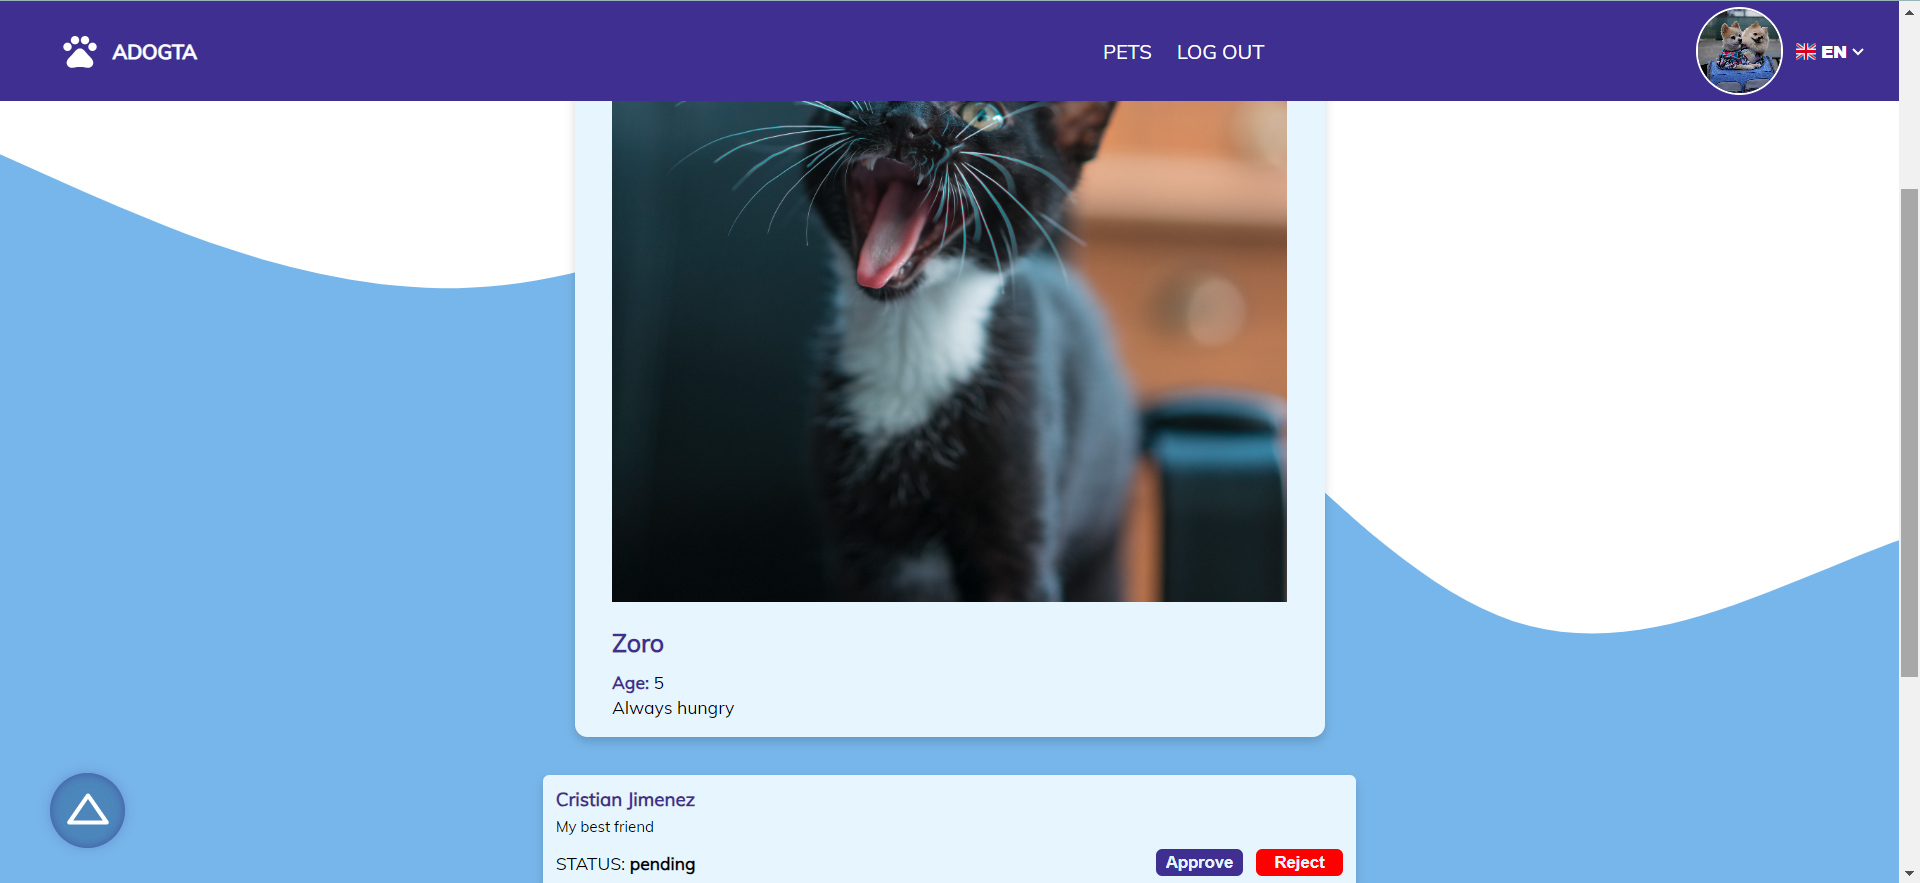 ADOGTA
PETS LOG OUT
EN
Zoro
Age: 5
Always hungry
Cristian Jimenez
My best friend
STATUS: pending
Approve Reject